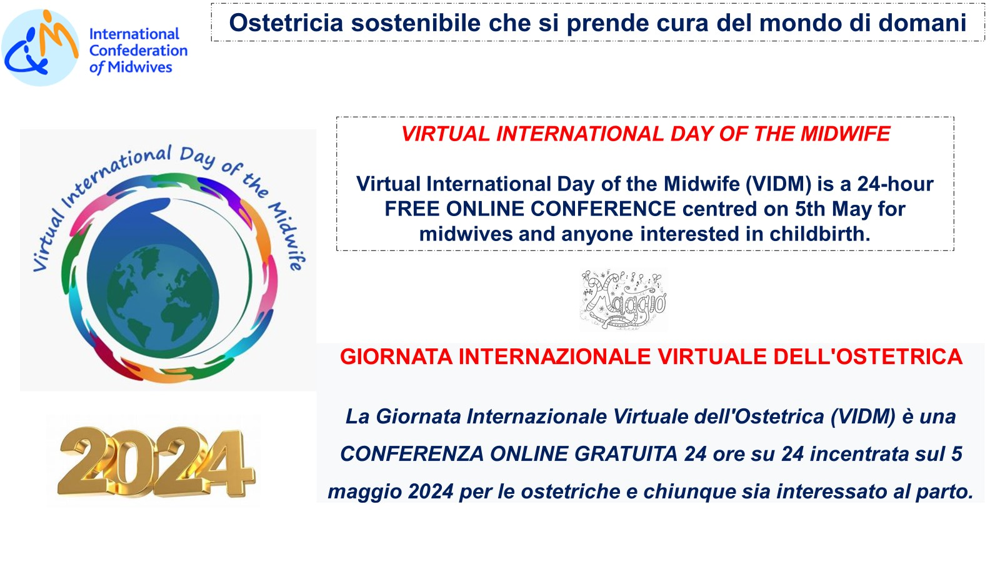 Ostetricia sostenibile che si prende cura del mondo di domani
International
Confederation
of Midwives
VIRTUAL INTERNATIONAL DAY OF THE MIDWIFE
Virtual International Day of the Midwife (VIDM) is a 24-hour
FREE ONLINE CONFERENCE centred on 5th May for
midwives and anyone interested in childbirth.
Virtual International Day of the Midwife
Maggio
GIORNATA INTERNAZIONALE VIRTUALE DELL'OSTETRICA
La Giornata Internazionale Virtuale dell'Ostetrica (VIDM) è una
CONFERENZA ONLINE GRATUITA 24 ore su 24 incentrata sul 5
maggio 2024 per le ostetriche e chiunque sia interessato al parto.
2024